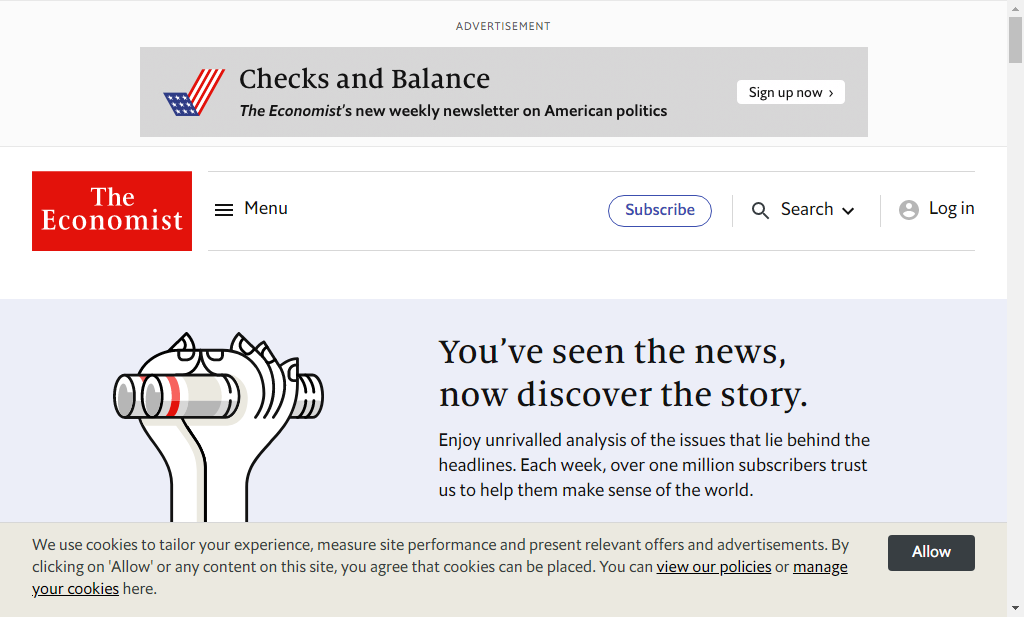 ADVERTISEMENT
Checks and Balance
The Economist's new weekly newsletter on American politics
Sign up now ›
The
Economist
Menu
Subscribe
Search
Log in
You’ve seen the news,
now discover the story.
Enjoy unrivalled analysis of the issues that lie behind the
headlines. Each week, over one million subscribers trust
us to help them make sense of the world.
We use cookies to tailor your experience, measure site performance and present relevant offers and advertisements. By
clicking on 'Allow' or any content on this site, you agree that cookies can be placed. You can view our policies or manage
your cookies here.
Allow